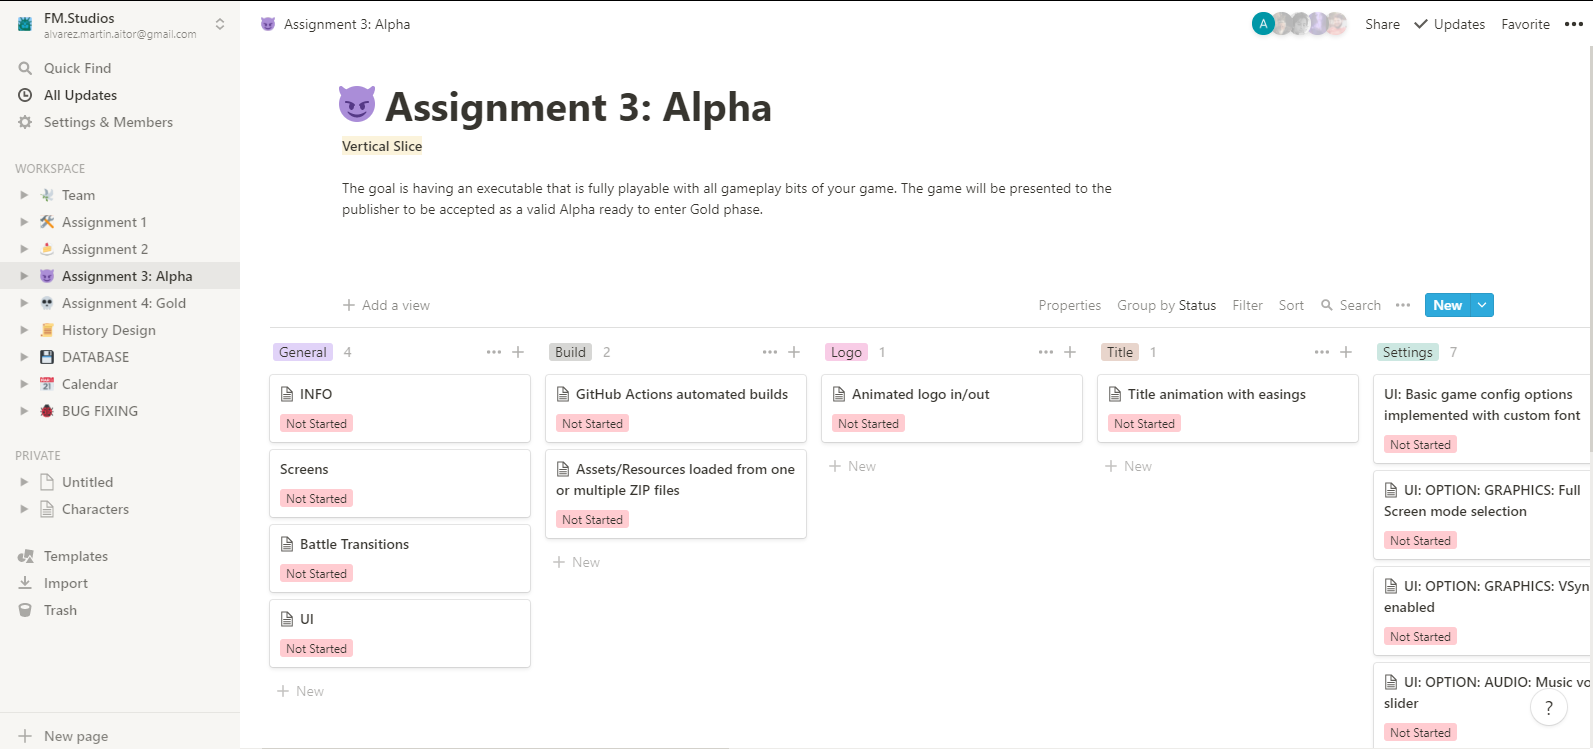 FM.Studios
alvarez.martin.aitor@gmail.com
Quick Find
All Updates
Settings & Members
WORKSPACE
Team
Assignment 1
Assignment 2
Assignment 3: Alpha
Assignment 4: Gold
History Design
DATABASE
Calendar
BUG FIXING
PRIVATE
Untitled
Characters
Templates
Import
Trash
New page
Assignment 3: Alpha
A
Share
Updates
Favorite
Assignment 3: Alpha
Vertical Slice
The goal is having an executable that is fully playable with all gameplay bits of your game. The game will be presented to the
publisher to be accepted as a valid Alpha ready to enter Gold phase.
Add a view
Properties
Group by Status
Filter
Sort
Search
New
General 4
INFO
Not Started
Screens
Not Started
Battle Transitions
Not Started
UI
Not Started
New
Build 2
GitHub Actions automated builds
Not Started
Assets/Resources loaded from one
or multiple ZIP files
Not Started
New
Logo 1
Animated logo in/out
Not Started
New
Title 1
Title animation with easings
Not Started
New
Settings 7
UI: Basic game config options
implemented with custom font
Not Started
UI: OPTION: GRAPHICS: Full
Screen mode selection
Not Started
UI: OPTION: GRAPHICS: VSyn
enabled
Not Started
UI: OPTION: AUDIO: Music vo
slider
Not Started
?